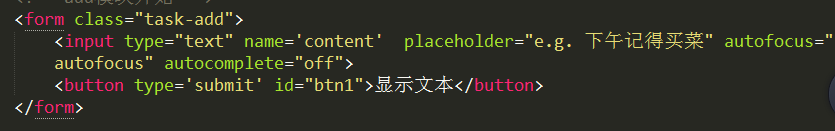 <form class="task-add">
<input type="text" name='content'  placeholder="e.g. 下午记得买菜" autofocus="
autofocus" autocomplete="off">
<button type='submit' id="btn1">显示文本</button>
</form>